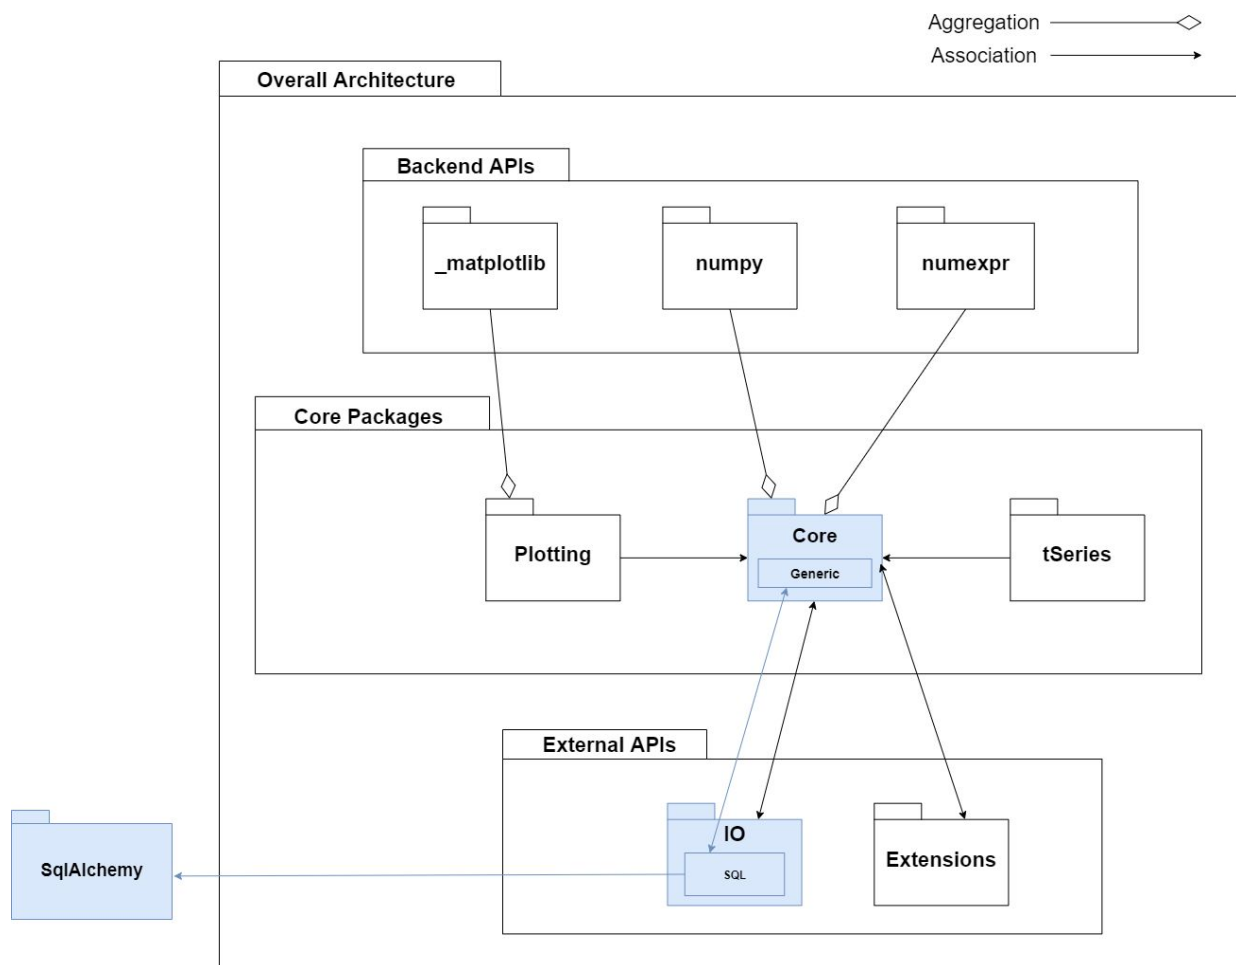 Aggregation
Association
Overall Architecture
Backend APIs
_matplotlib
numpy
numexpr
Core Packages
Plotting
Core
Generic
tSeries
External APIs
IO
SQL
Extensions
SqlAlchemy